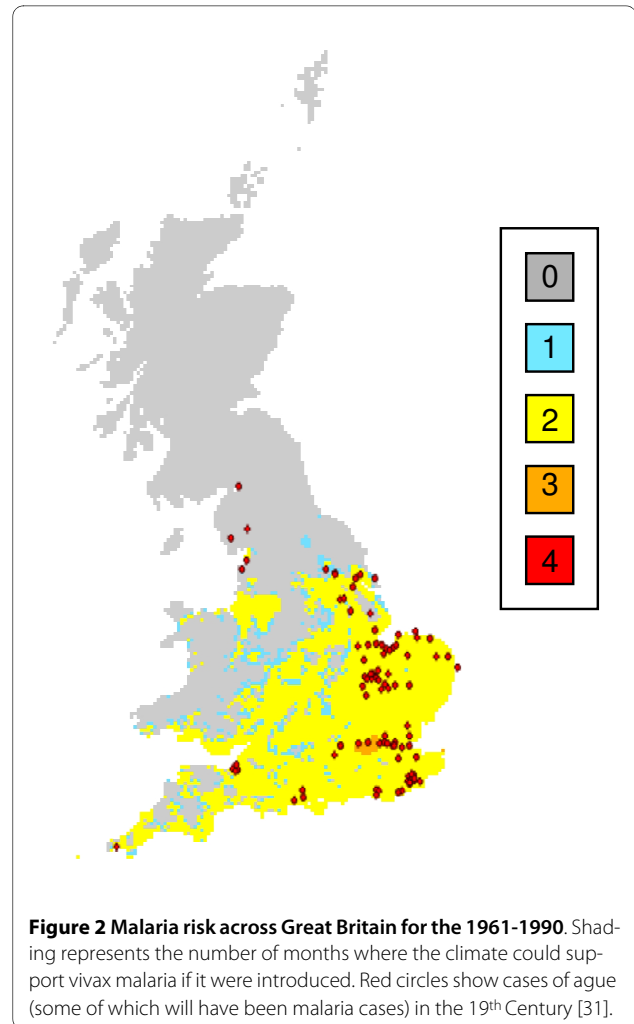 0
1
2
3
4
Figure 2 Malaria risk across Great Britain for the 1961-1990. Shad-
ing represents the number of months where the climate could sup-
port vivax malaria if it were introduced. Red circles show cases of ague
(some of which will have been malaria cases) in the 19th Century [31].